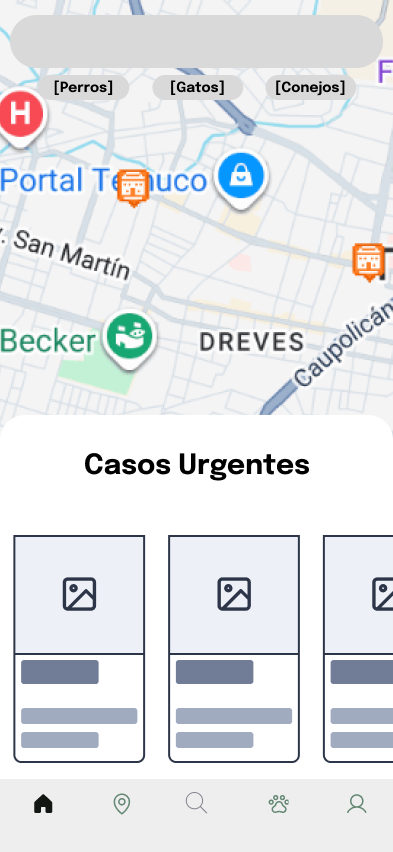 [Perros] [Gatos] [Conejos]
F
H
Portal Temuco
San Martín
Becker
DREVES
Caupolicán
Casos Urgentes